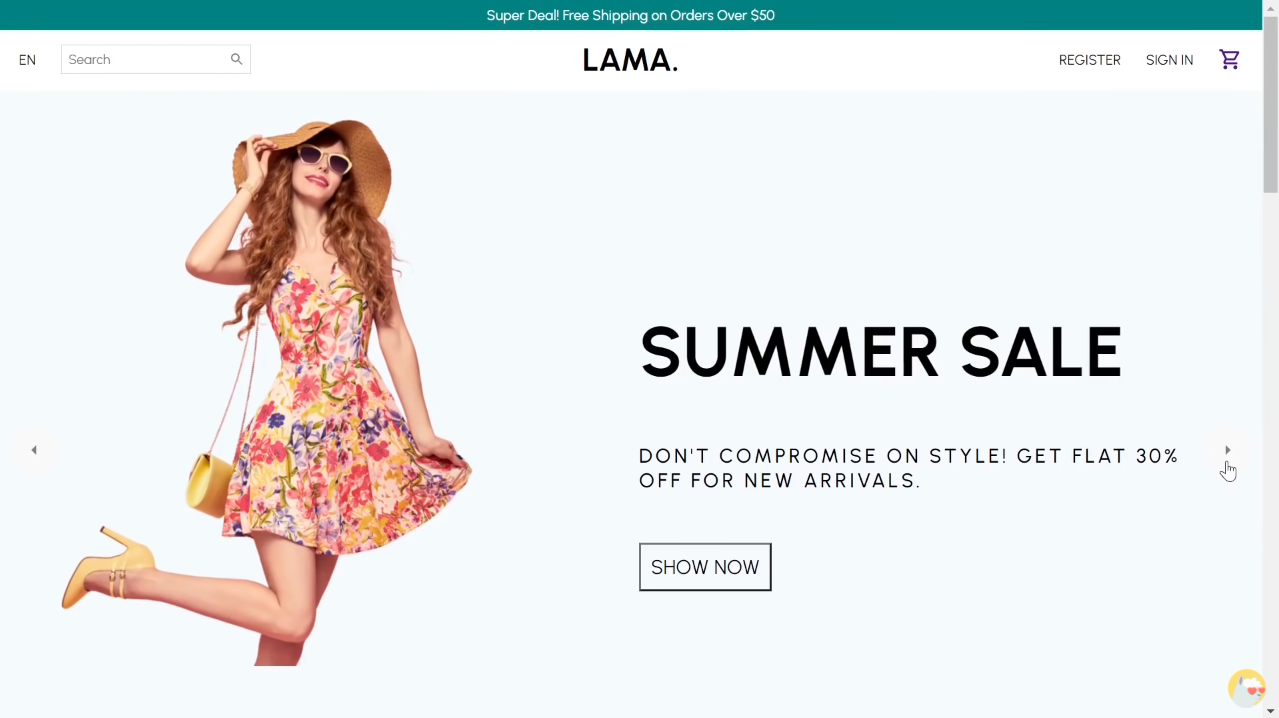 Super Deal! Free Shipping on Orders Over $50
EN
Search
LAMA.
REGISTER
SIGN IN
SUMMER SALE
DON'T COMPROMISE ON STYLE! GET FLAT 30%
OFF FOR NEW ARRIVALS.
SHOW NOW